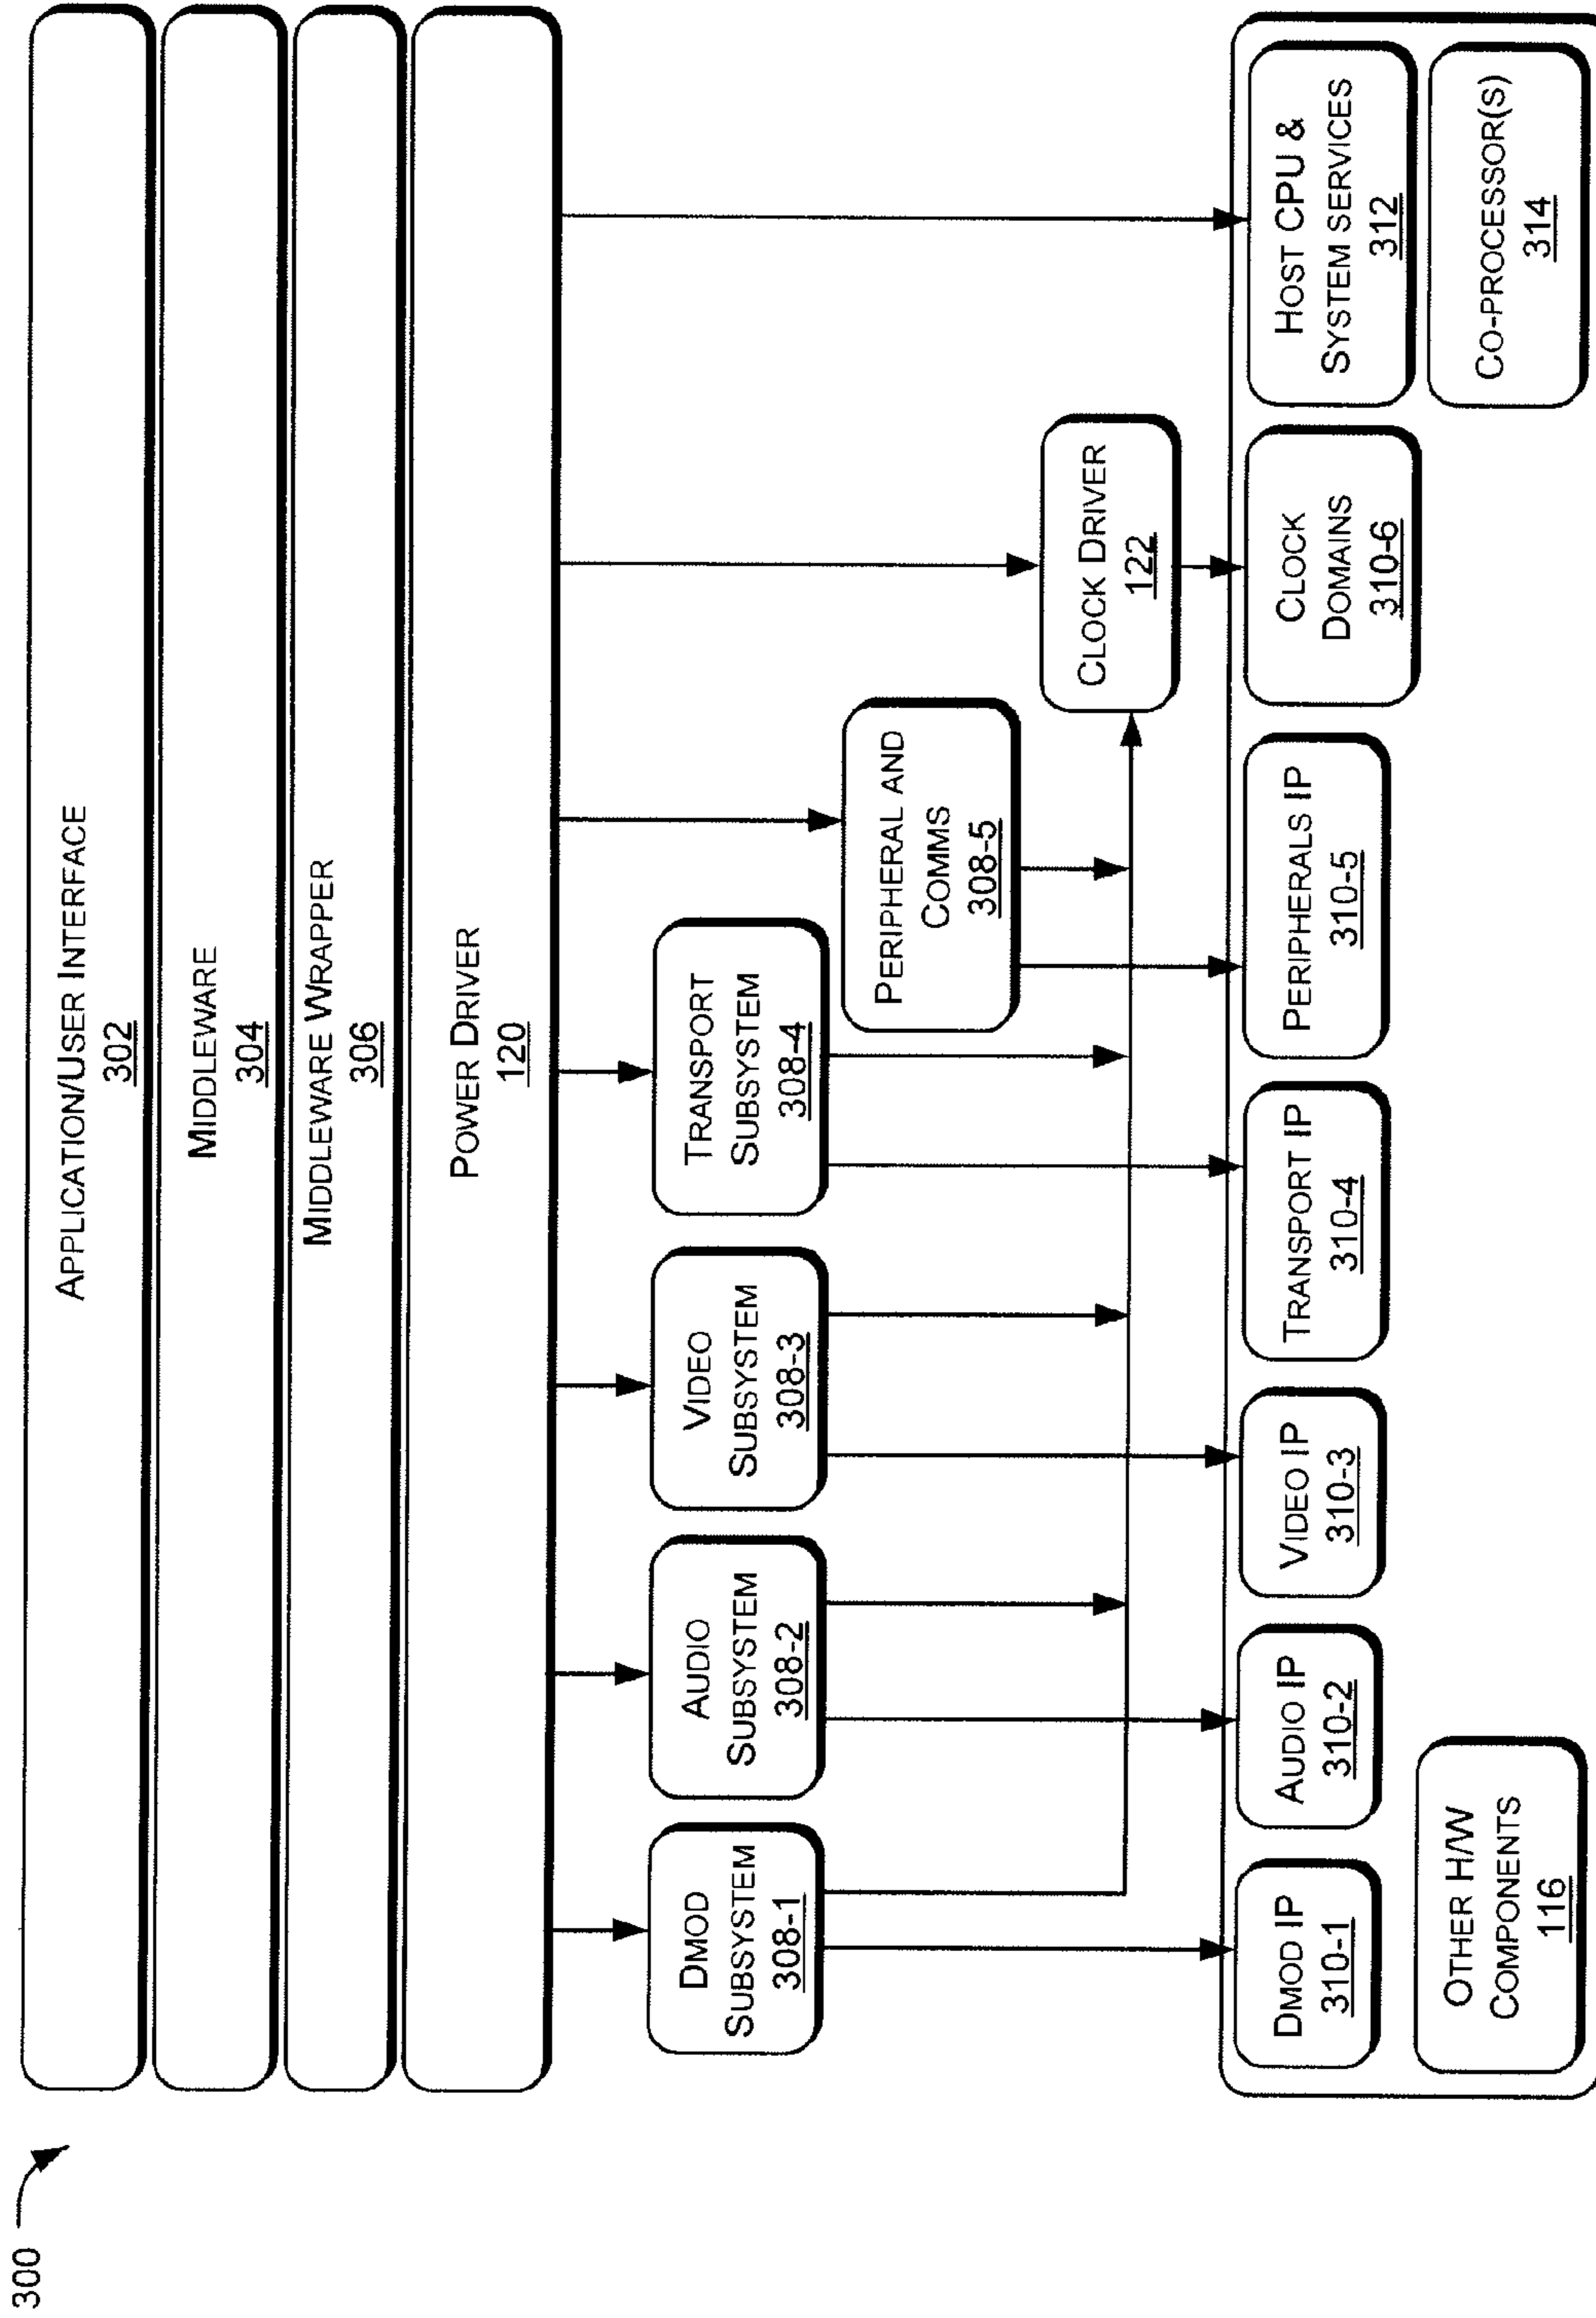 300
APPLICATION/USER INTERFACE
302
MIDDLEWARE
304
MIDDLEWARE WRAPPER
306
POWER DRIVER
120
DMOD
SUBSYSTEM
308-1
AUDIO
SUBSYSTEM
308-2
VIDEO
SUBSYSTEM
308-3
TRANSPORT
SUBSYSTEM
308-4
PERIPHERAL AND
COMMS
308-5
CLOCK DRIVER
122
DMOD IP
310-1
AUDIO IP
310-2
VIDEO IP
310-3
TRANSPORT IP
310-4
PERIPHERALS IP
310-5
CLOCK
DOMAINS
310-6
HOST CPU &
SYSTEM SERVICES
312
OTHER H/W
COMPONENTS
116
CO-PROCESSOR(S)
314